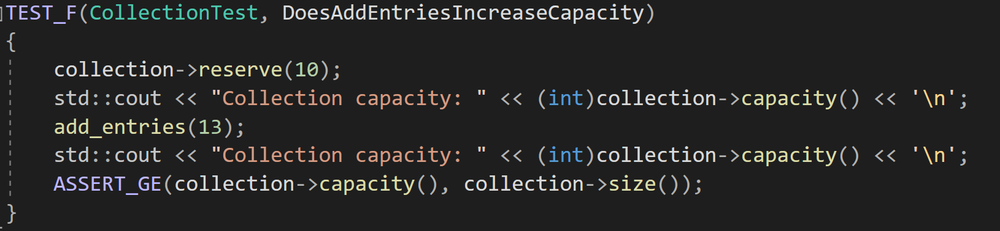 TEST_F(CollectionTest, DoesAddEntriesIncreaseCapacity)
{
    collection->reserve(10);
    std::cout << "Collection capacity: " << (int)collection->capacity() << '\n';
    add_entries(13);
    std::cout << "Collection capacity: " << (int)collection->capacity() << '\n';
    ASSERT_GE(collection->capacity(), collection->size());
}